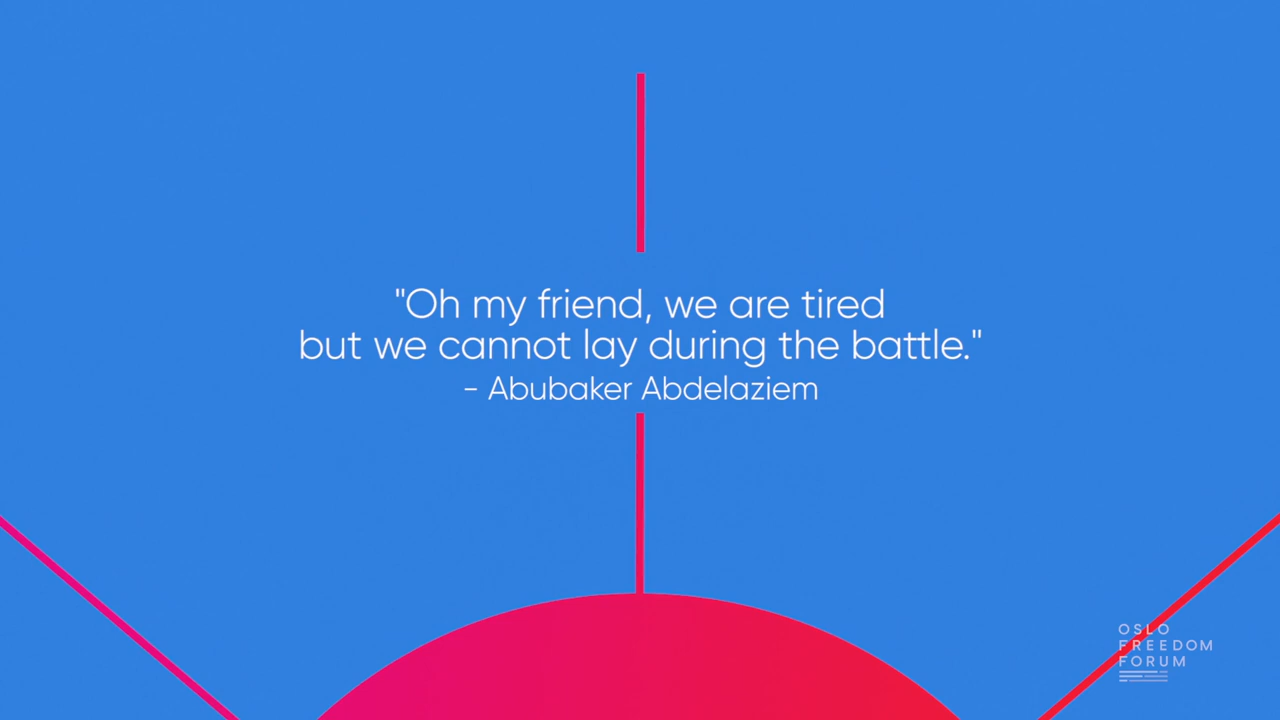 "Oh my friend, we are tired
but we cannot lay during the battle."
- Abubaker Abdelaziem
OSLO
FREEDOM
FORUM